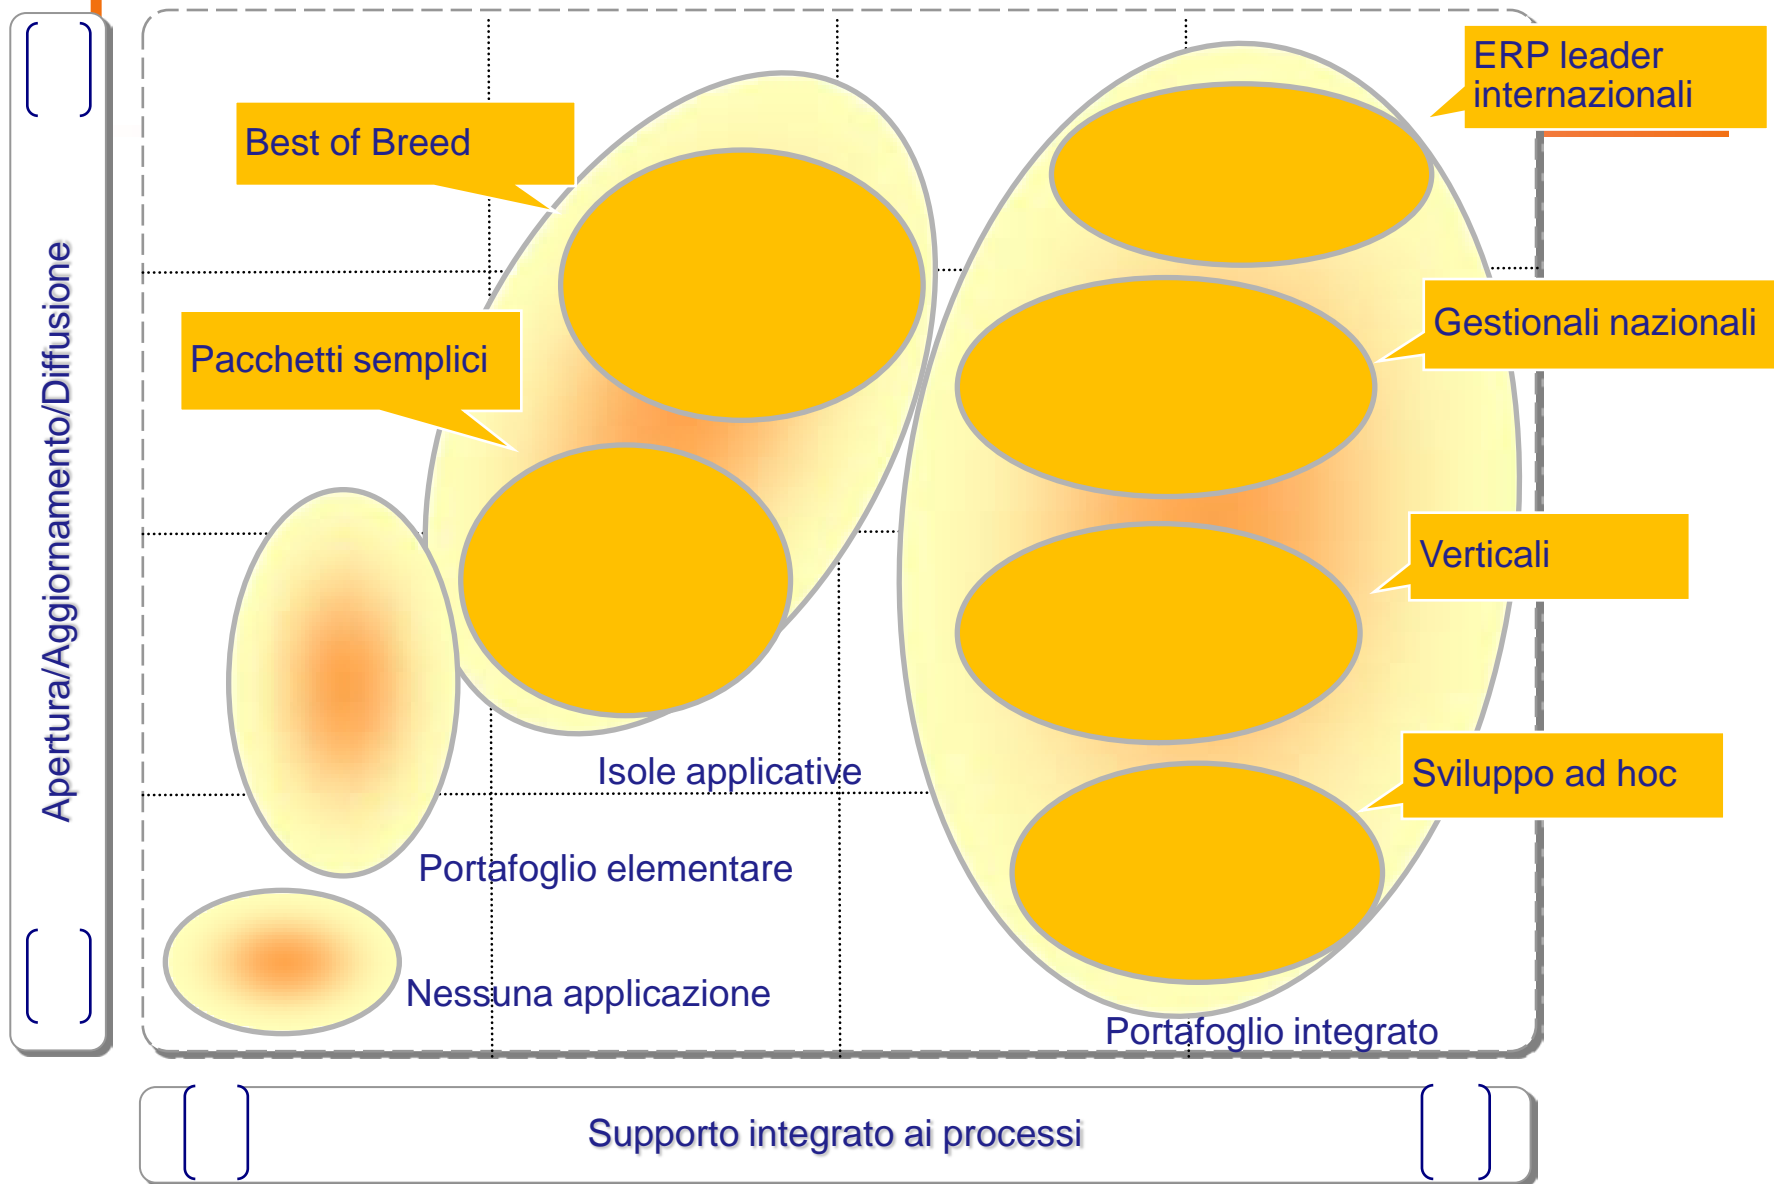 ERP leader
internazionali
Best of Breed
Gestionali nazionali
Pacchetti semplici
Apertura/Aggiornamento/Diffusione
Verticali
Isole applicative
Sviluppo ad hoc
Portafoglio elementare
Nessuna applicazione
Portafoglio integrato
Supporto integrato ai processi